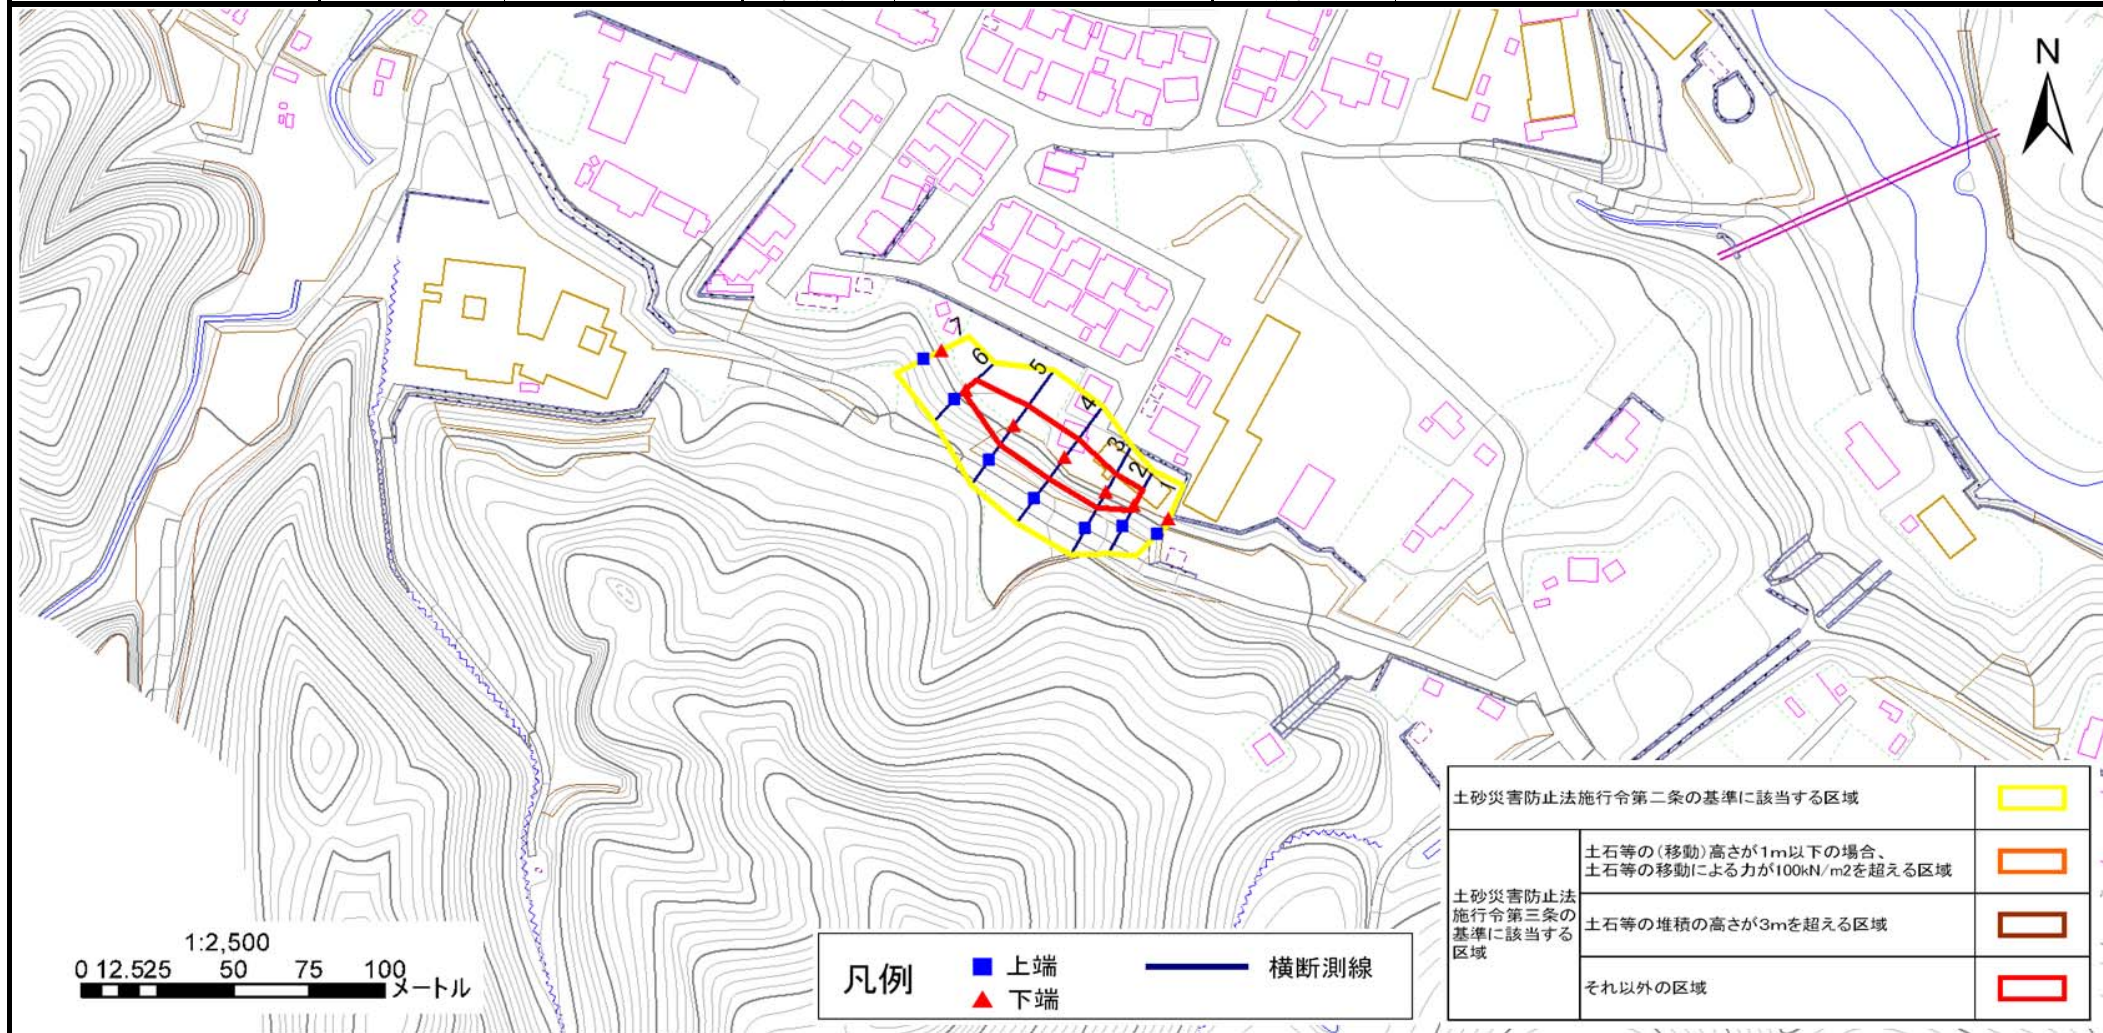 N
7
6
5
4
3
2
1
土砂災害防止法施行令第二条の基準に該当する区域
土砂災害防止法
施行令第三条の
基準に該当する
区域
土石等の(移動)高さが1m以下の場合、
土石等の移動による力が100kN/m2を超える区域
土石等の堆積の高さが3mを超える区域
それ以外の区域
1:2,500
0 12.525 50 75 100
メートル
凡例
上端
下端
横断測線